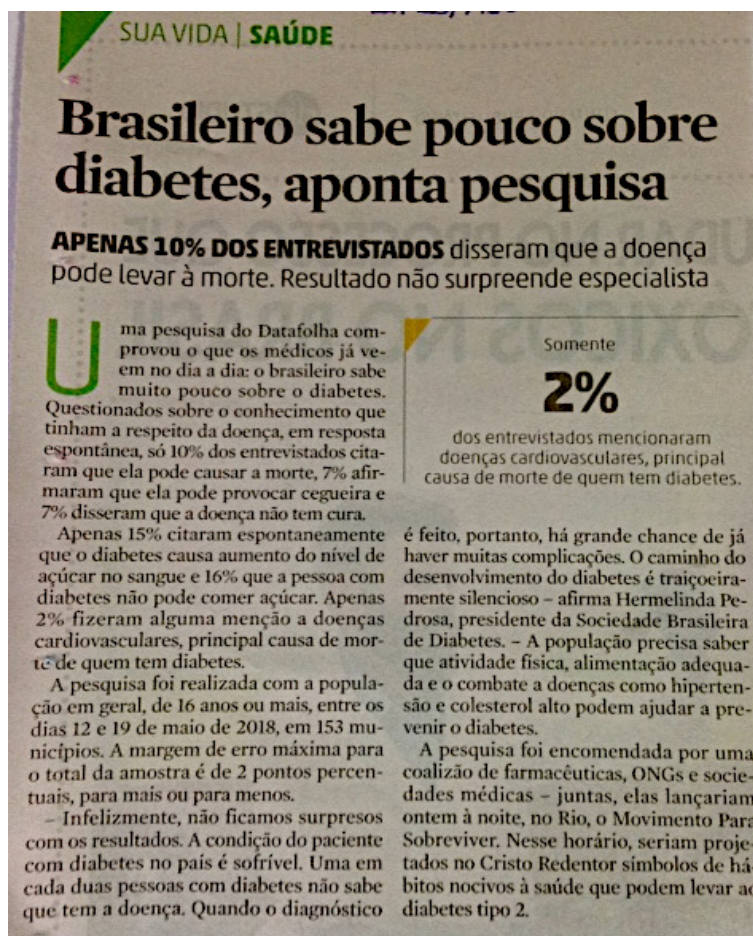 SUA VIDA | SAÚDE
Brasileiro sabe pouco sobre
diabetes, aponta pesquisa
APENAS 10% DOS ENTREVISTADOS disseram que a doença
pode levar à morte. Resultado não surpreende especialista
Uma pesquisa do Datafolha com-
provou o que os médicos já ve-
em no dia a dia: o brasileiro sabe
muito pouco sobre o diabetes.
Questionados sobre o conhecimento que
tinham a respeito da doença, em resposta
espontânea, só 10% dos entrevistados cita-
ram que ela pode causar a morte, 7% afir-
maram que ela pode provocar cegueira e
7% disseram que a doença não tem cura.
Apenas 15% citaram espontaneamente
que o diabetes causa aumento do nível de
açúcar no sangue e 16% que a pessoa com
diabetes não pode comer açúcar. Apenas
2% fizeram alguma menção a doenças
cardiovasculares, principal causa de mor-
te de quem tem diabetes.
A pesquisa foi realizada com a popula-
ção em geral, de 16 anos ou mais, entre os
dias 12 e 19 de maio de 2018, em 153 mu-
nicípios. A margem de erro máxima para
o total da amostra é de 2 pontos percen-
tuais, para mais ou para menos.
– Infelizmente, não ficamos surpresos
com os resultados. A condição do paciente
com diabetes no país é sofrível. Uma em
cada duas pessoas com diabetes não sabe
que tem a doença. Quando o diagnóstico
Somente
2%
dos entrevistados mencionaram
doenças cardiovasculares, principal
causa de morte de quem tem diabetes.
é feito, portanto, há grande chance de já
haver muitas complicações. O caminho do
desenvolvimento do diabetes é traiçoeira-
mente silencioso – afirma Hermelinda Pe-
drosa, presidente da Sociedade Brasileira
de Diabetes. – A população precisa saber
que atividade física, alimentação adequa-
da e o combate a doenças como hiperten-
são e colesterol alto podem ajudar a pre-
venir o diabetes.
A pesquisa foi encomendada por uma
coalizão de farmacêuticas, ONGs e socie-
dades médicas – juntas, elas lançariam
ontem à noite, no Rio, o Movimento Para
Sobreviver. Nesse horário, seriam proje-
tados no Cristo Redentor símbolos de há-
bitos nocivos à saúde que podem levar ao
diabetes tipo 2.